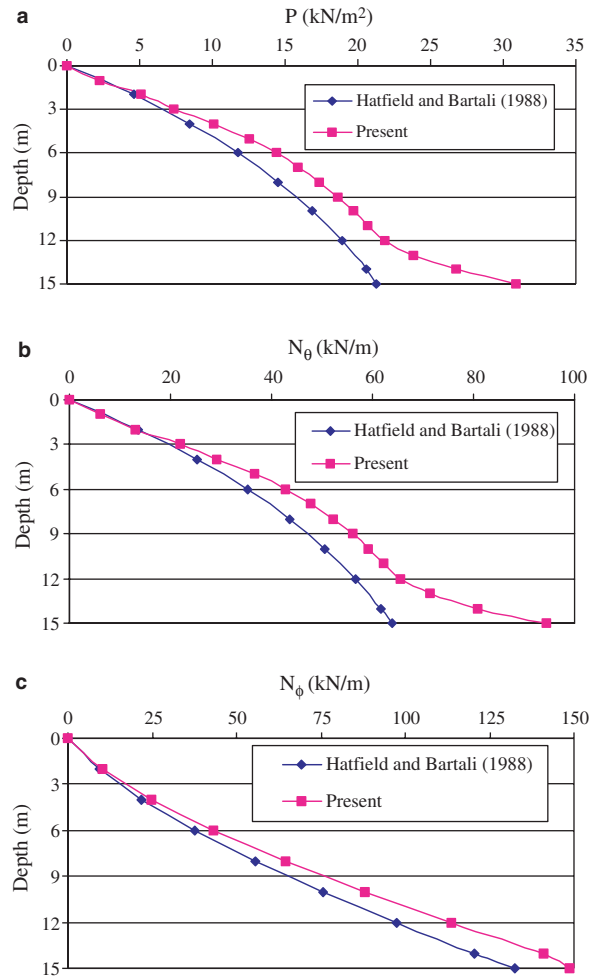 a
P (kN/m²)
0 5 10 15 20 25 30 35
0
3
6
9
12
15
Depth (m)
Hatfield and Bartali (1988)
Present
b
Nθ (kN/m)
0 20 40 60 80 100
0
3
6
9
12
15
Depth (m)
Hatfield and Bartali (1988)
Present
c
Nϕ (kN/m)
0 25 50 75 100 125 150
0
3
6
9
12
15
Depth (m)
Hatfield and Bartali (1988)
Present